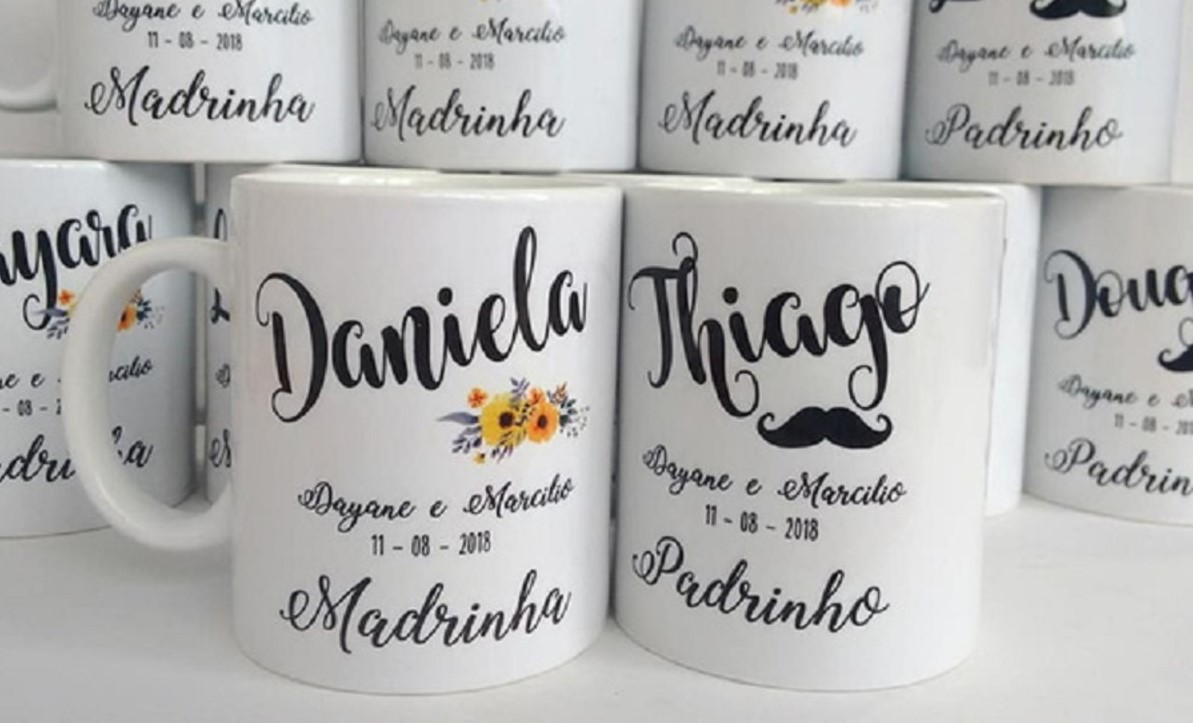 Dayane e Marcilio
11 - 08 - 2018
Madrinha
Dayane e Marcilio
11 - 08 - 2018
Madrinha
Dayane e Marcilio
11 - 08 - 2018
Madrinha
Dayane e Marcilio
11 - 08 - 2018
Padrinho
Daniela
Dayane e Marcilio
11 - 08 - 2018
Madrinha
Thiago
Dayane e Marcilio
11 - 08 - 2018
Padrinho
Dayane e
Padrin